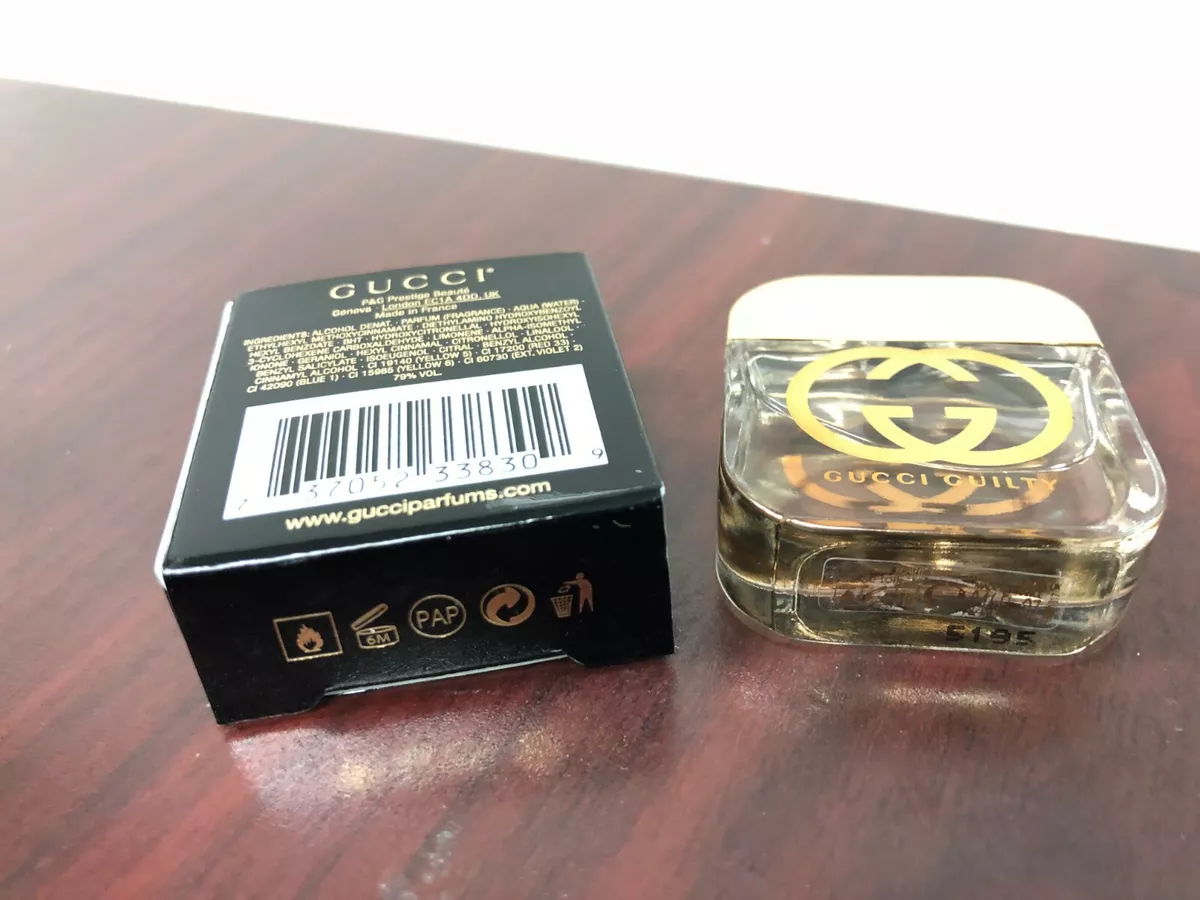 GUCCI®
P&G Prestige Beauté
Geneva · London EC1A 4DD, UK
Made in France
INGREDIENTS: ALCOHOL DENAT. · PARFUM (FRAGRANCE) · AQUA (WATER) ·
ETHYLHEXYL METHOXYCINNAMATE · DIETHYLAMINO HYDROXYBENZOYL
HEXYL BENZOATE · BHT · HYDROXYCITRONELLAL · HYDROXYISOHEXYL
3-CYCLOHEXENE CARBOXALDEHYDE · LIMONENE · ALPHA-ISOMETHYL
IONONE · GERANIOL · HEXYL CINNAMAL · CITRONELLOL · LINALOOL ·
BENZYL SALICYLATE · ISOEUGENOL · CITRAL · BENZYL ALCOHOL ·
CINNAMYL ALCOHOL · CI 19140 (YELLOW 5) · CI 17200 (RED 33) ·
CI 42090 (BLUE 1) · CI 15985 (YELLOW 6) · CI 60730 (EXT. VIOLET 2)
79% VOL.
7 37052 33830 9
www.gucciparfums.com
6M
PAP
GUCCI GUILTY
5195